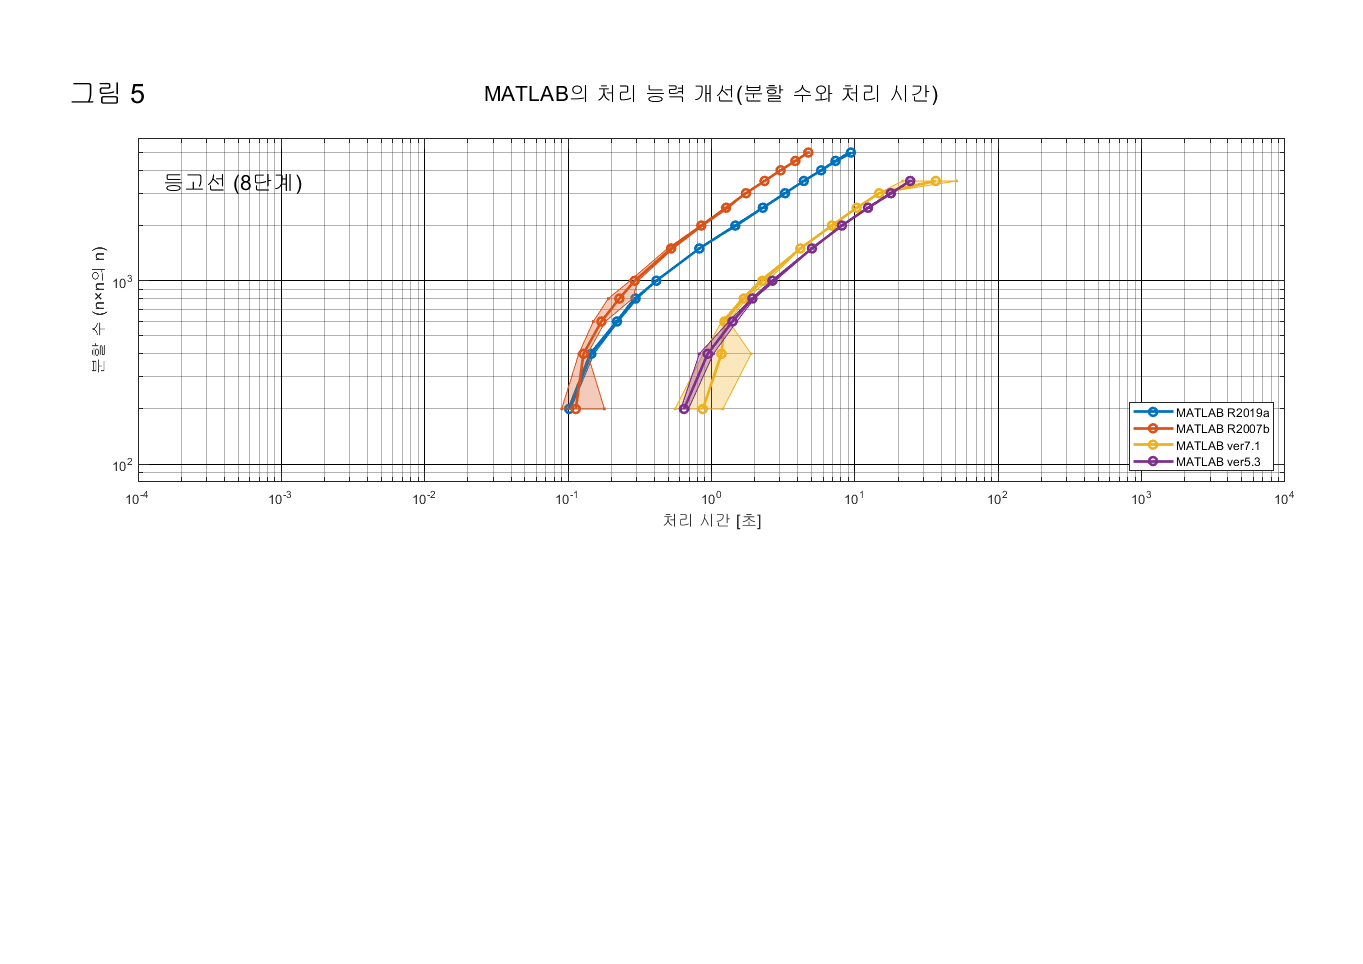 그림 5
MATLAB의 처리 능력 개선(분할 수와 처리 시간)
등고선 (8단계)
분할 수 (n×n의 n)
10³
10²
MATLAB R2019a
MATLAB R2007b
MATLAB ver7.1
MATLAB ver5.3
10⁻⁴ 10⁻³ 10⁻² 10⁻¹ 10⁰ 10¹ 10² 10³ 10⁴
처리 시간 [초]